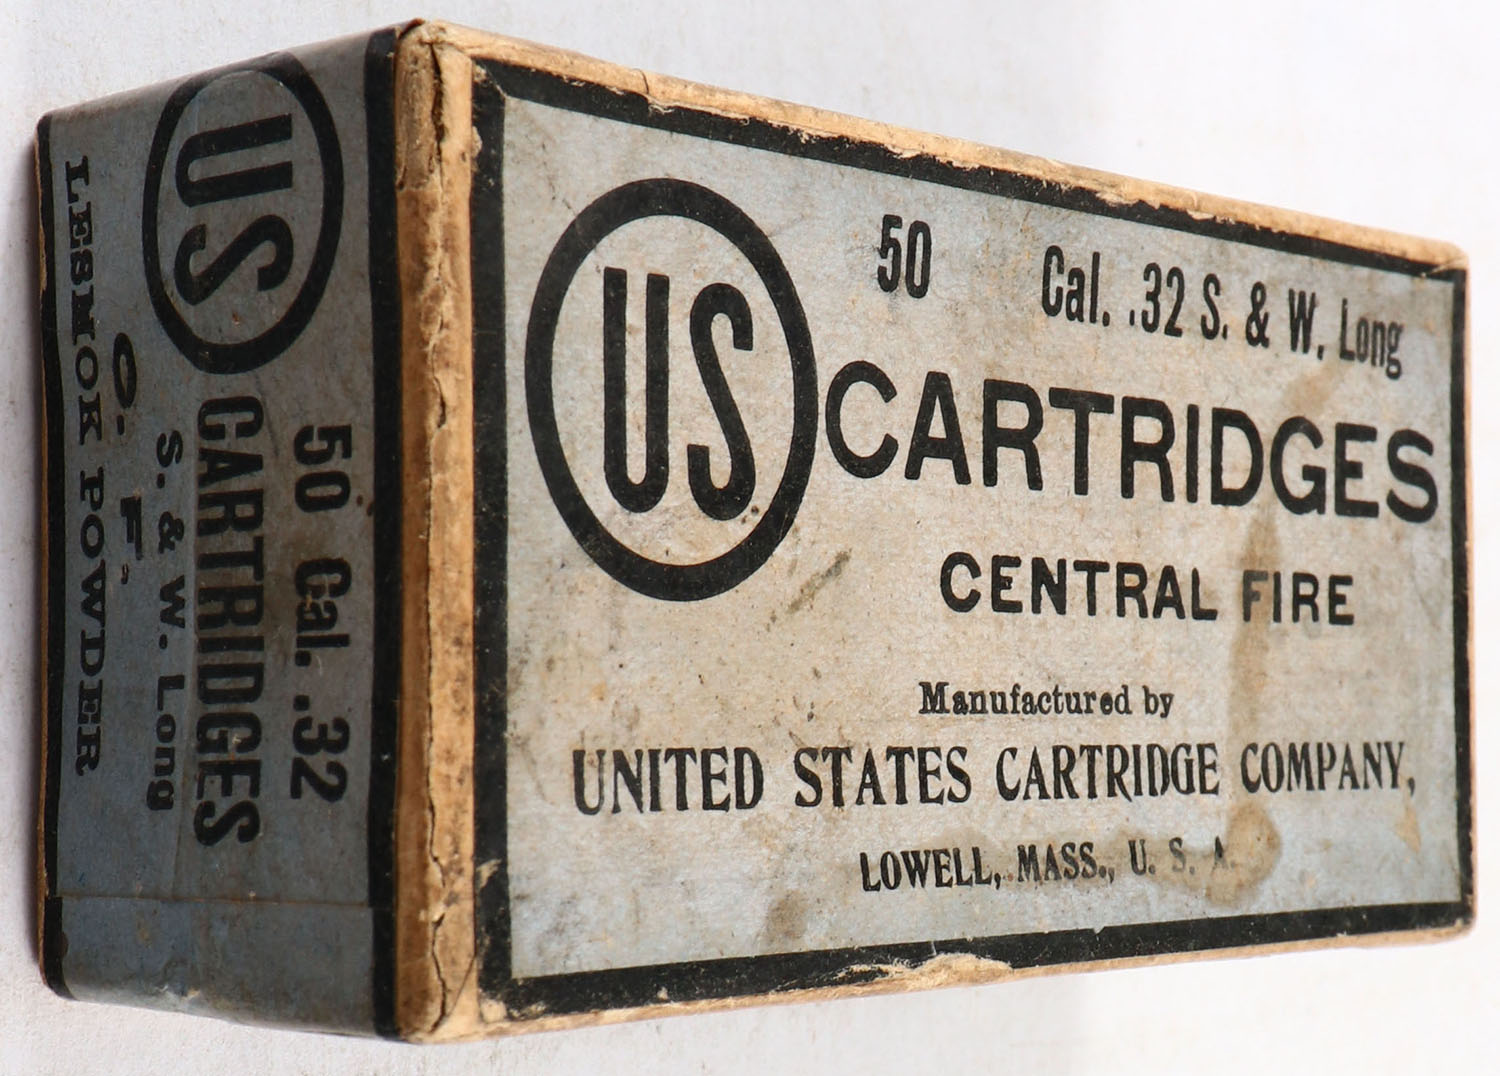 50 Cal. .32 S. & W. Long
US CARTRIDGES
CENTRAL FIRE
Manufactured by
UNITED STATES CARTRIDGE COMPANY,
LOWELL, MASS., U. S. A.
50 Cal. .32
US CARTRIDGES
S. & W. Long
C. F.
LESMOK POWDER